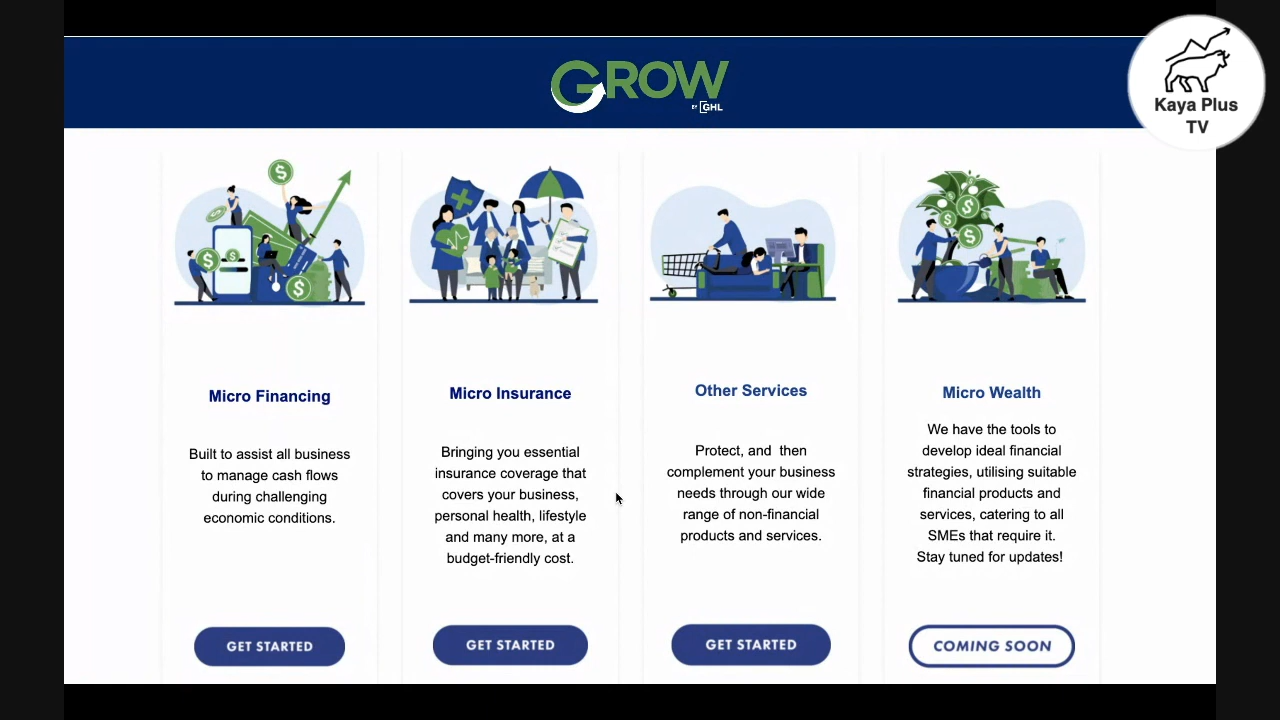 GROW
BY GHL
Kaya Plus
TV
Micro Financing
Built to assist all business
to manage cash flows
during challenging
economic conditions.
GET STARTED
Micro Insurance
Bringing you essential
insurance coverage that
covers your business,
personal health, lifestyle
and many more, at a
budget-friendly cost.
GET STARTED
Other Services
Protect, and  then
complement your business
needs through our wide
range of non-financial
products and services.
GET STARTED
Micro Wealth
We have the tools to
develop ideal financial
strategies, utilising suitable
financial products and
services, catering to all
SMEs that require it.
Stay tuned for updates!
COMING SOON